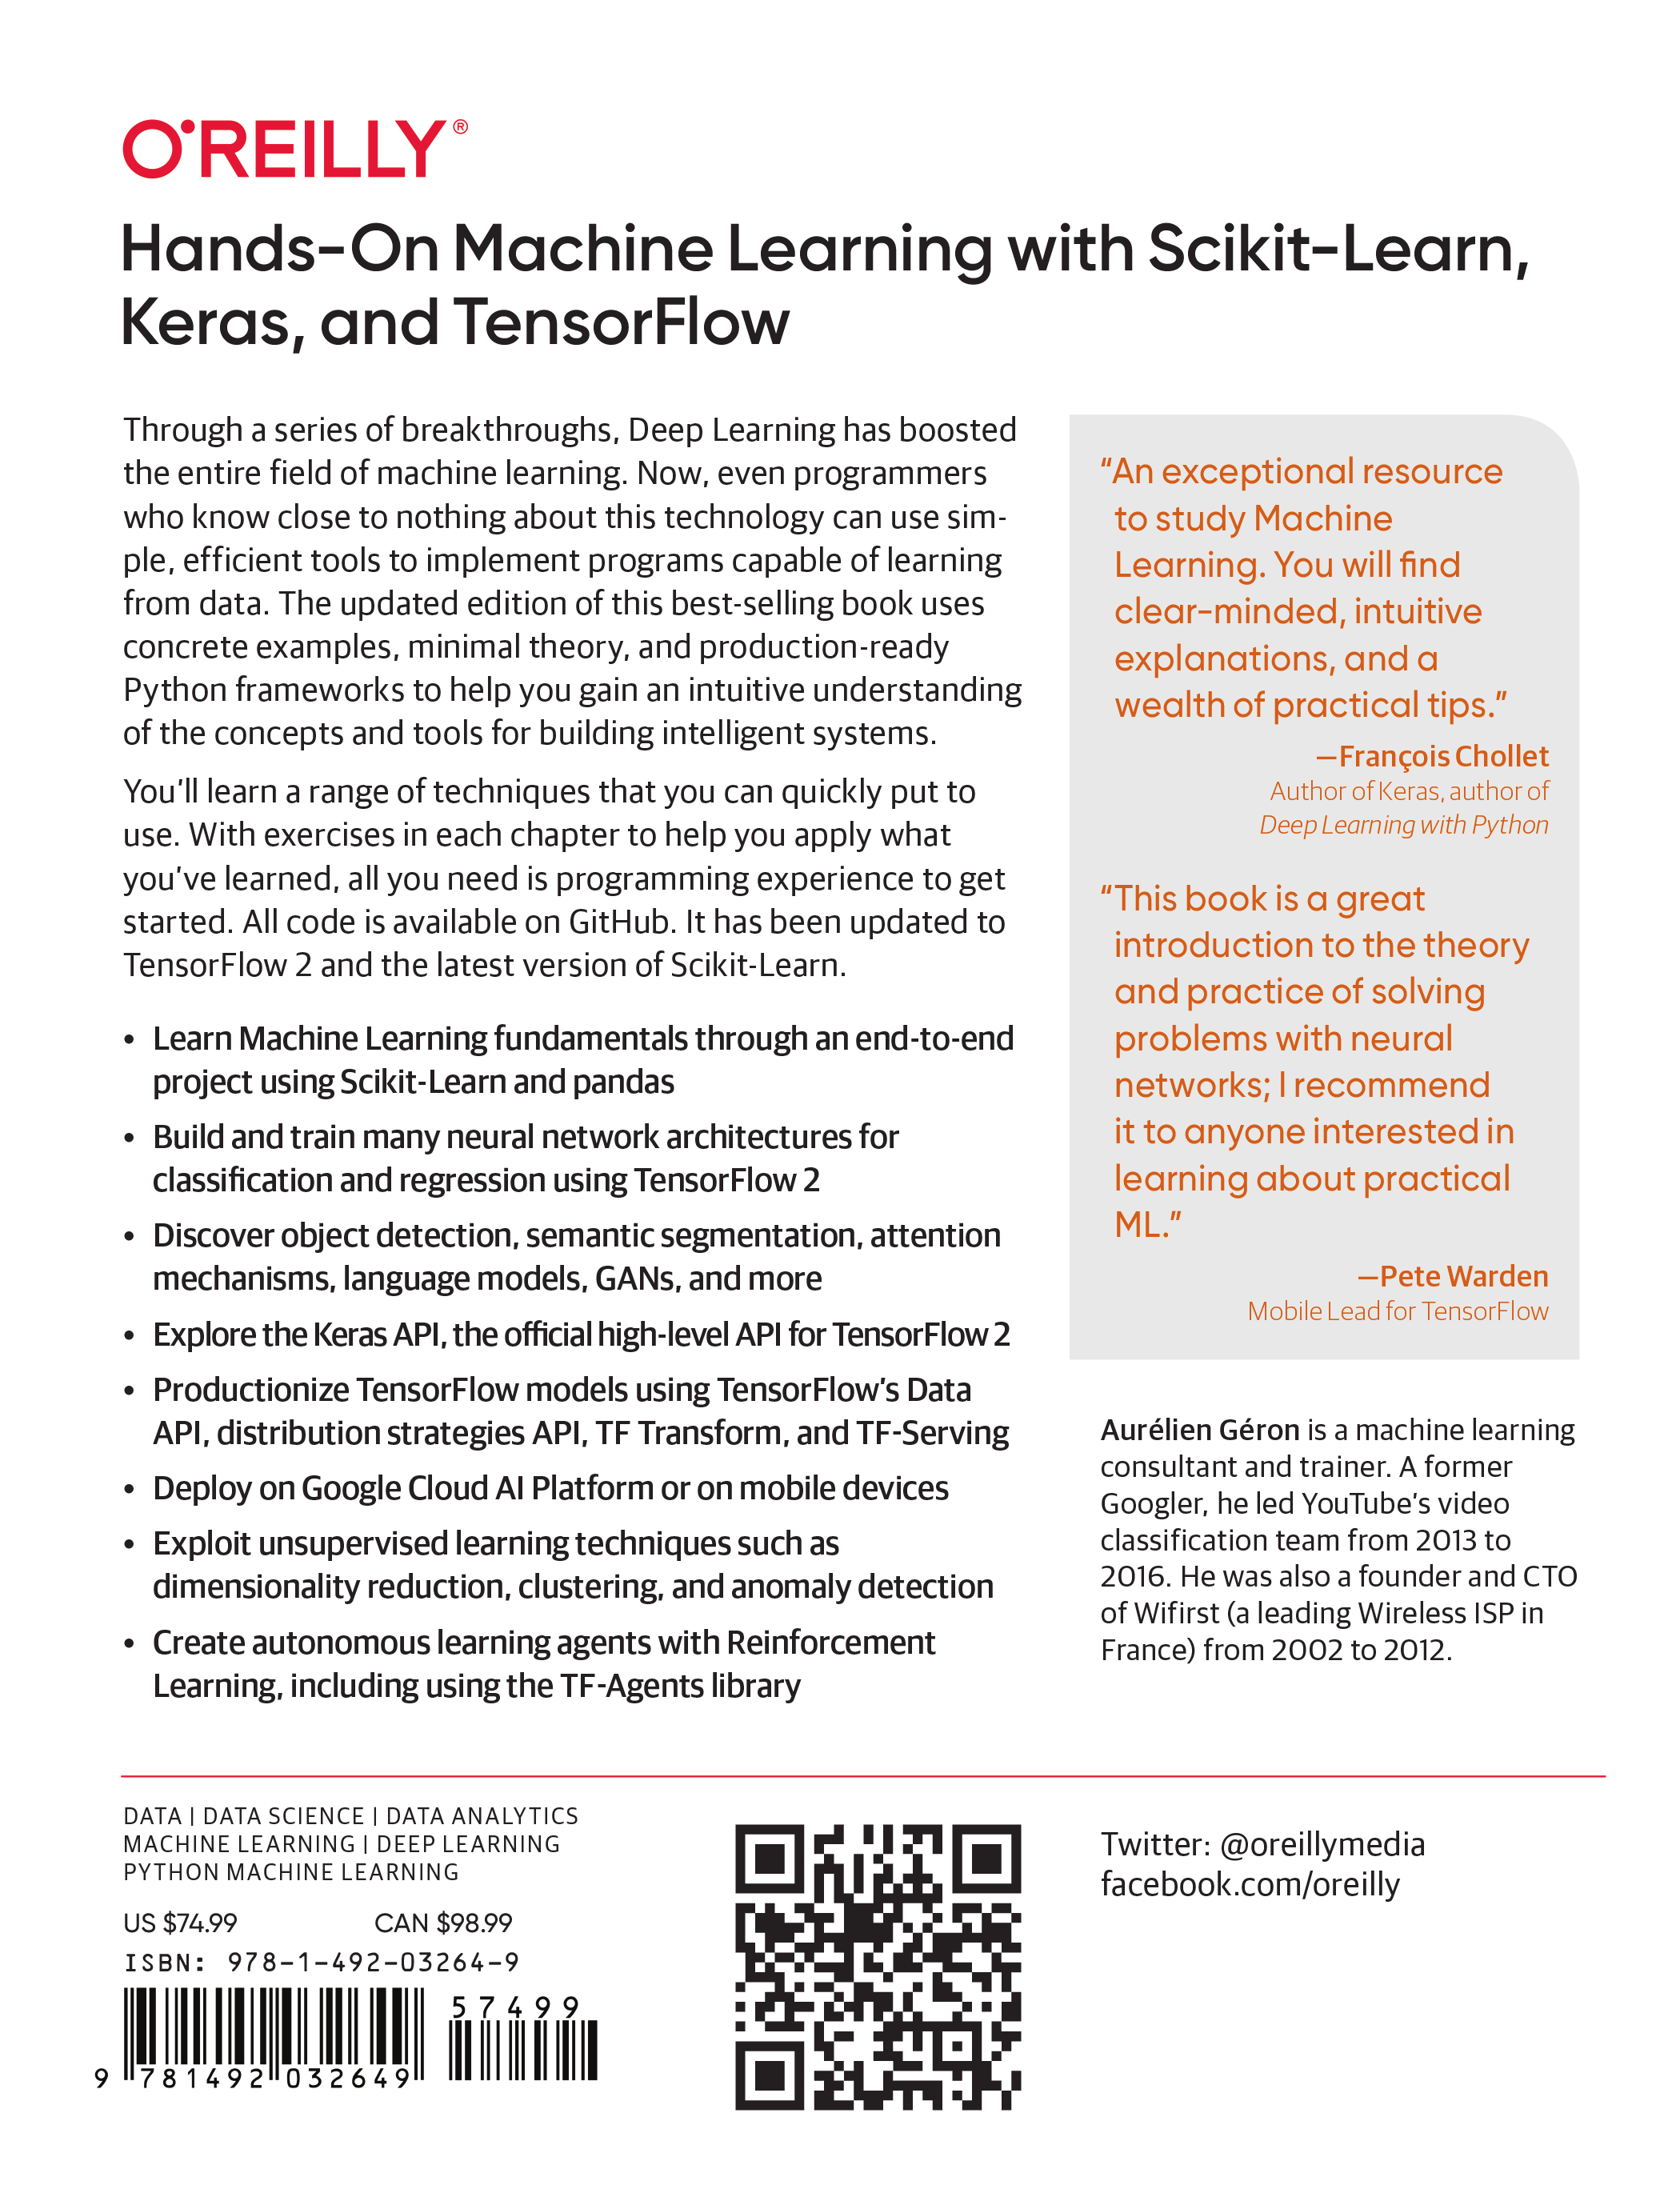 O'REILLY®
Hands-On Machine Learning with Scikit-Learn,
Keras, and TensorFlow
Through a series of breakthroughs, Deep Learning has boosted
the entire field of machine learning. Now, even programmers
who know close to nothing about this technology can use sim-
ple, efficient tools to implement programs capable of learning
from data. The updated edition of this best-selling book uses
concrete examples, minimal theory, and production-ready
Python frameworks to help you gain an intuitive understanding
of the concepts and tools for building intelligent systems.
You’ll learn a range of techniques that you can quickly put to
use. With exercises in each chapter to help you apply what
you’ve learned, all you need is programming experience to get
started. All code is available on GitHub. It has been updated to
TensorFlow 2 and the latest version of Scikit-Learn.
• Learn Machine Learning fundamentals through an end-to-end
project using Scikit-Learn and pandas
• Build and train many neural network architectures for
classification and regression using TensorFlow 2
• Discover object detection, semantic segmentation, attention
mechanisms, language models, GANs, and more
• Explore the Keras API, the official high-level API for TensorFlow 2
• Productionize TensorFlow models using TensorFlow’s Data
API, distribution strategies API, TF Transform, and TF-Serving
• Deploy on Google Cloud AI Platform or on mobile devices
• Exploit unsupervised learning techniques such as
dimensionality reduction, clustering, and anomaly detection
• Create autonomous learning agents with Reinforcement
Learning, including using the TF-Agents library
“An exceptional resource
to study Machine
Learning. You will find
clear-minded, intuitive
explanations, and a
wealth of practical tips.”
—François Chollet
Author of Keras, author of
Deep Learning with Python
“This book is a great
introduction to the theory
and practice of solving
problems with neural
networks; I recommend
it to anyone interested in
learning about practical
ML.”
—Pete Warden
Mobile Lead for TensorFlow
Aurélien Géron is a machine learning
consultant and trainer. A former
Googler, he led YouTube’s video
classification team from 2013 to
2016. He was also a founder and CTO
of Wifirst (a leading Wireless ISP in
France) from 2002 to 2012.
DATA | DATA SCIENCE | DATA ANALYTICS
MACHINE LEARNING | DEEP LEARNING
PYTHON MACHINE LEARNING
US $74.99 CAN $98.99
ISBN: 978-1-492-03264-9
57499
9 781492 032649
Twitter: @oreillymedia
facebook.com/oreilly